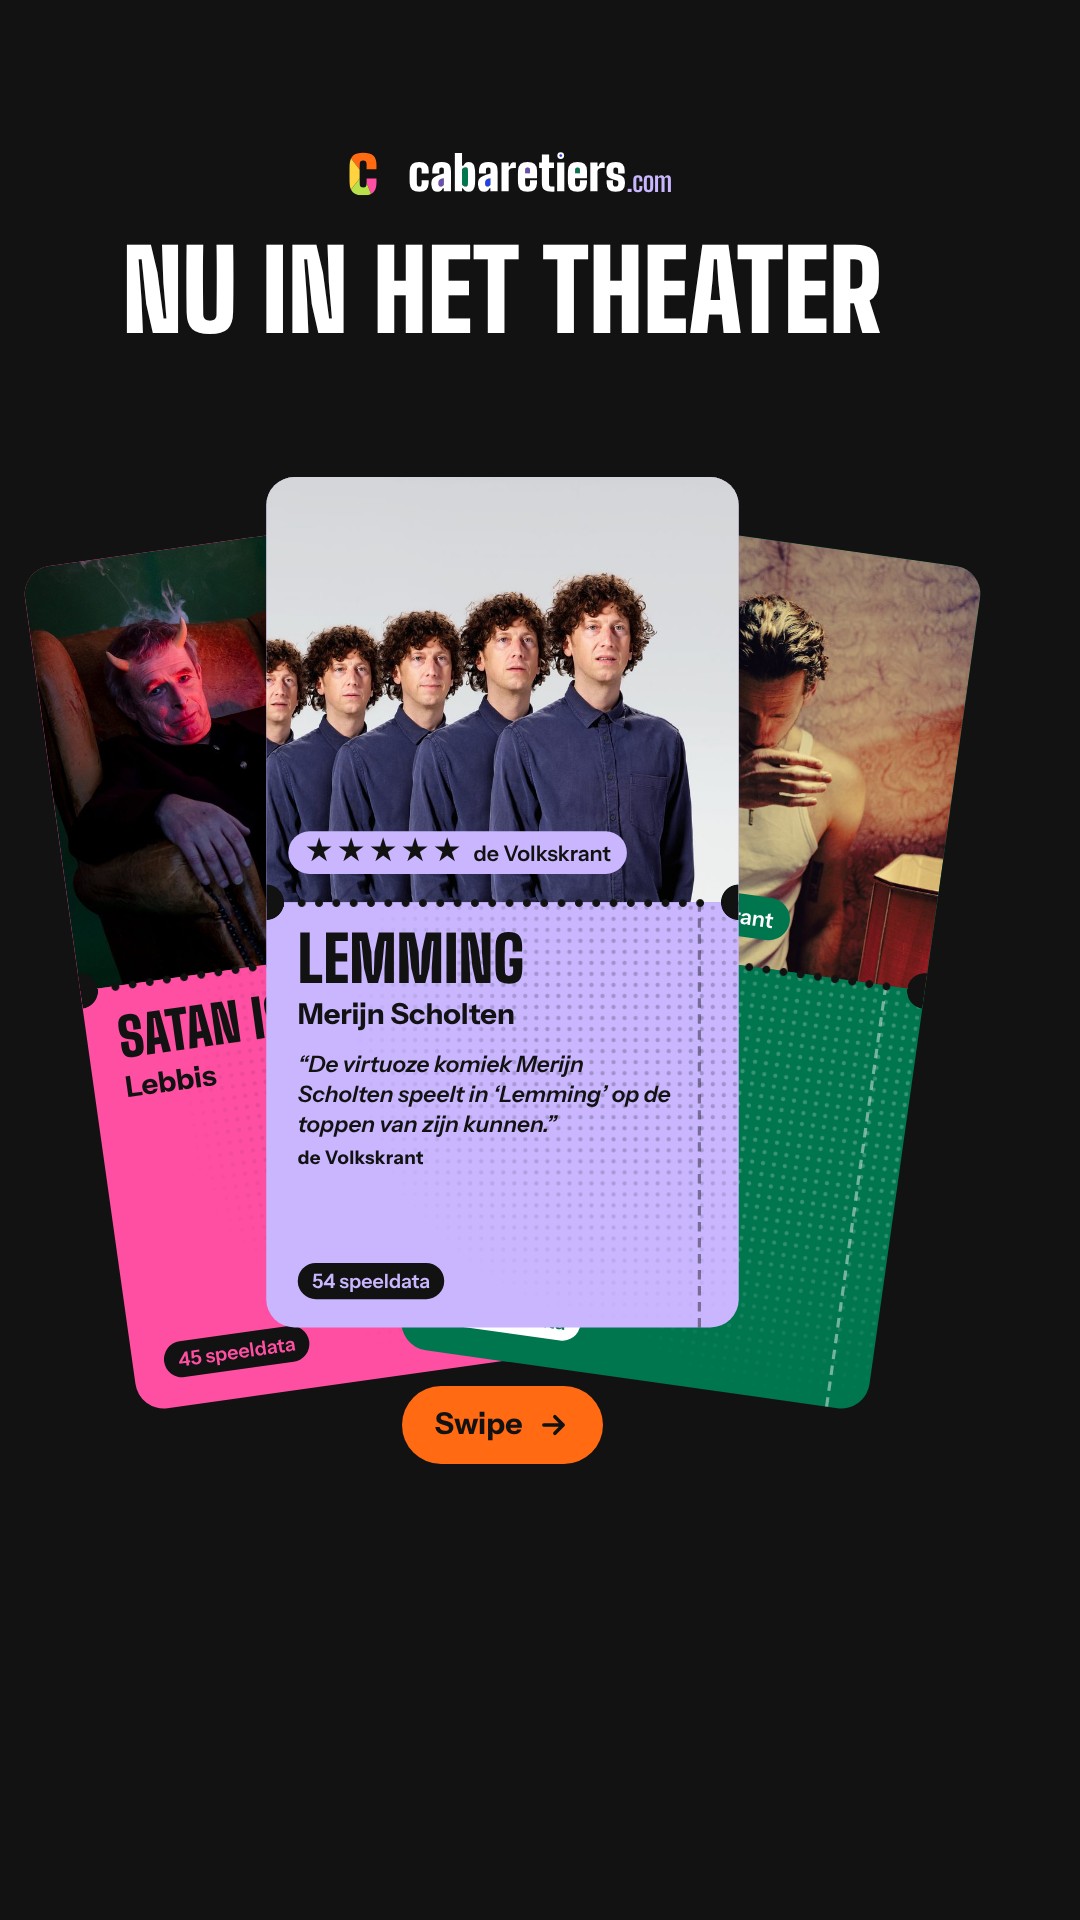 C cabaretiers.com
NU IN HET THEATER
★★★★★ de Volkskrant
LEMMING
Merijn Scholten
“De virtuoze komiek Merijn
Scholten speelt in ‘Lemming’ op de
toppen van zijn kunnen.”
de Volkskrant
54 speeldata
SATAN
Lebbis
45 speeldata
Swipe →